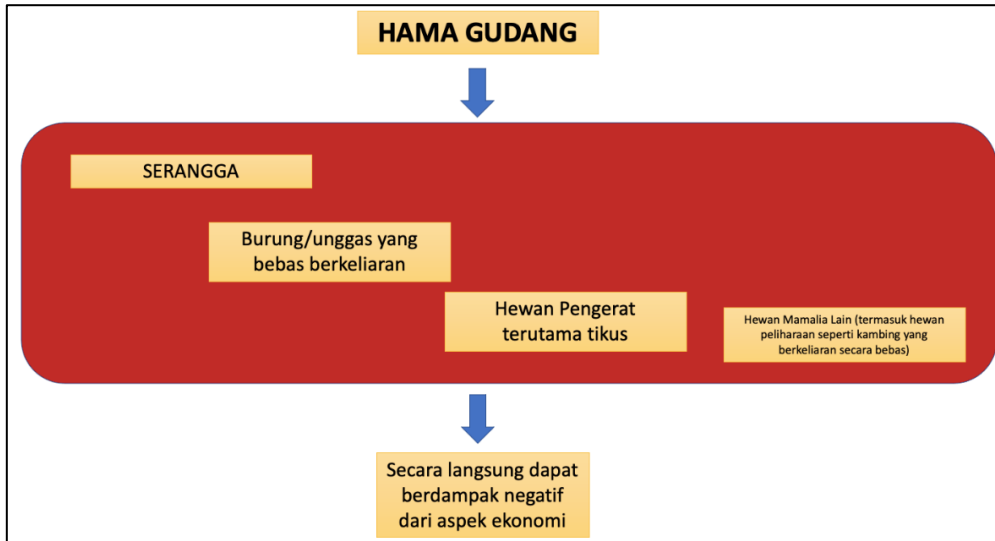 HAMA GUDANG
SERANGGA
Burung/unggas yang
bebas berkeliaran
Hewan Pengerat
terutama tikus
Hewan Mamalia Lain (termasuk hewan
peliharaan seperti kambing yang
berkeliaran secara bebas)
Secara langsung dapat
berdampak negatif
dari aspek ekonomi